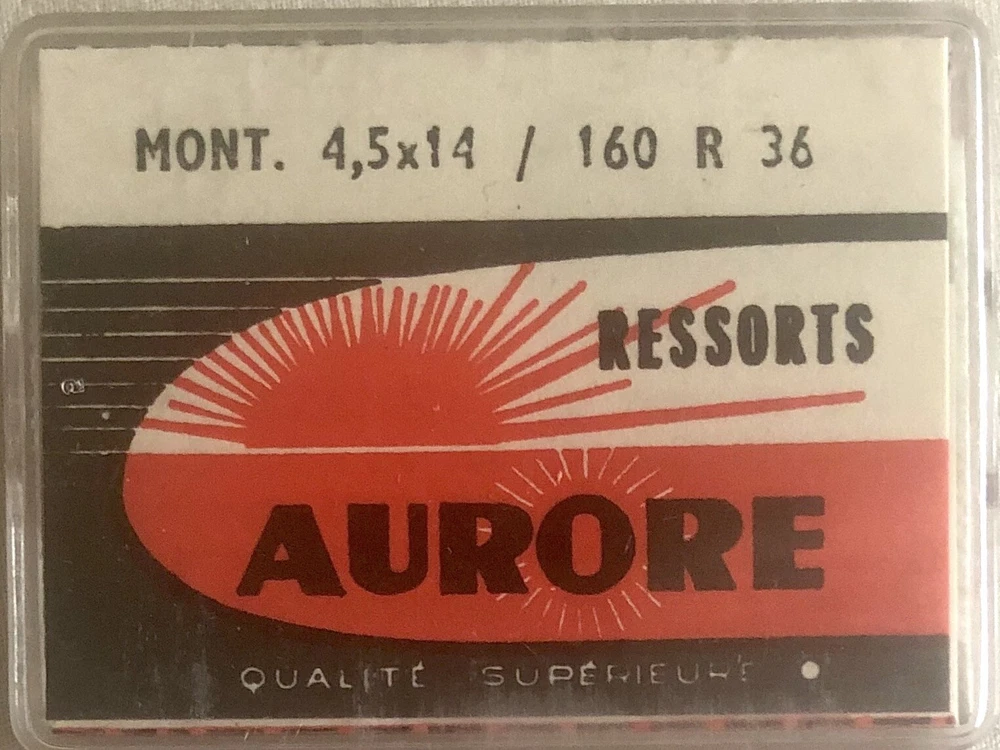 MONT. 4,5x14 / 160 R 36
RESSORTS
AURORE
QUALITÉ SUPÉRIEURE